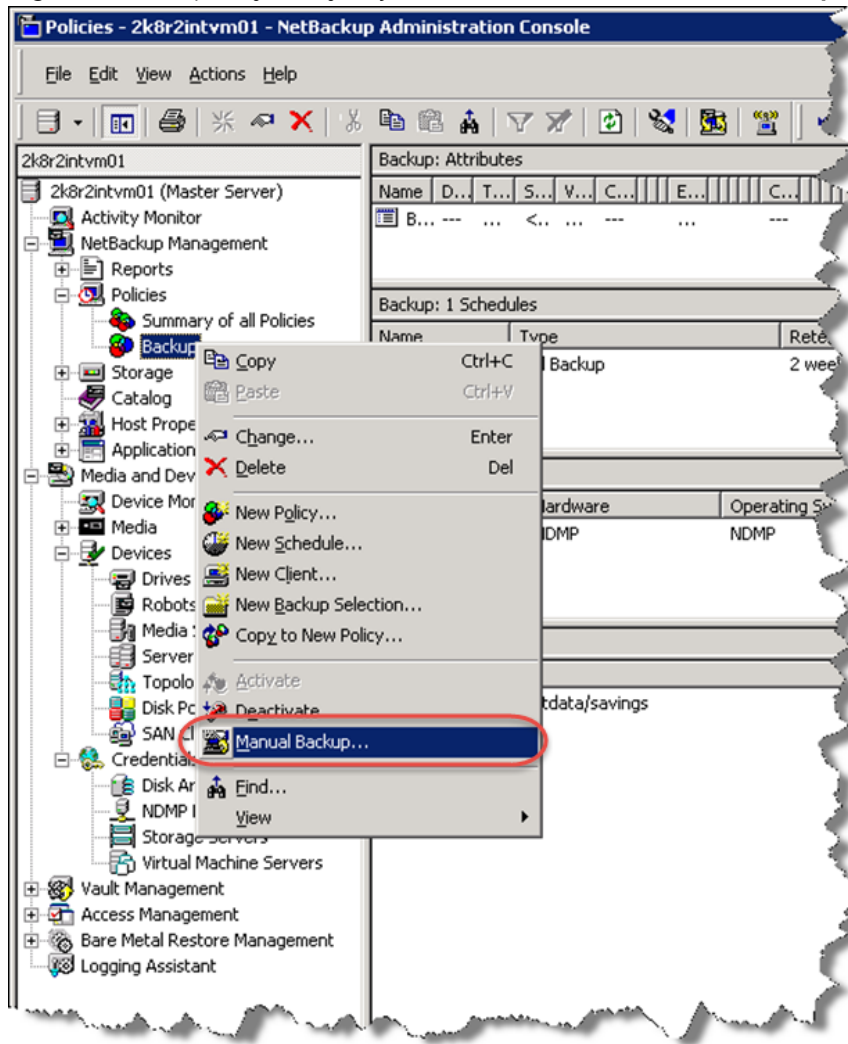 Policies - 2k8r2intvm01 - NetBackup Administration Console
File Edit View Actions Help
2k8r2intvm01
2k8r2intvm01 (Master Server)
Activity Monitor
NetBackup Management
Reports
Policies
Summary of all Policies
Backup
Storage
Catalog
Host Prope
Application
Media and Dev
Device Mor
Media
Devices
Drives
Robots
Media
Server
Topolo
Disk Po
SAN Cl
Credential
Disk Ar
NDMP
Storage Servers
Virtual Machine Servers
Vault Management
Access Management
Bare Metal Restore Management
Logging Assistant
Copy Ctrl+C
Paste Ctrl+V
Change... Enter
Delete Del
New Policy...
New Schedule...
New Client...
New Backup Selection...
Copy to New Policy...
Activate
Deactivate
Manual Backup...
Find...
View
Backup: Attributes
Name D... T... S... V... C... E... C...
B... --- ... <.. ... --- ... ---
Backup: 1 Schedules
Name Type Rete
l Backup 2 wee
Hardware Operating Sy
NDMP NDMP
tdata/savings